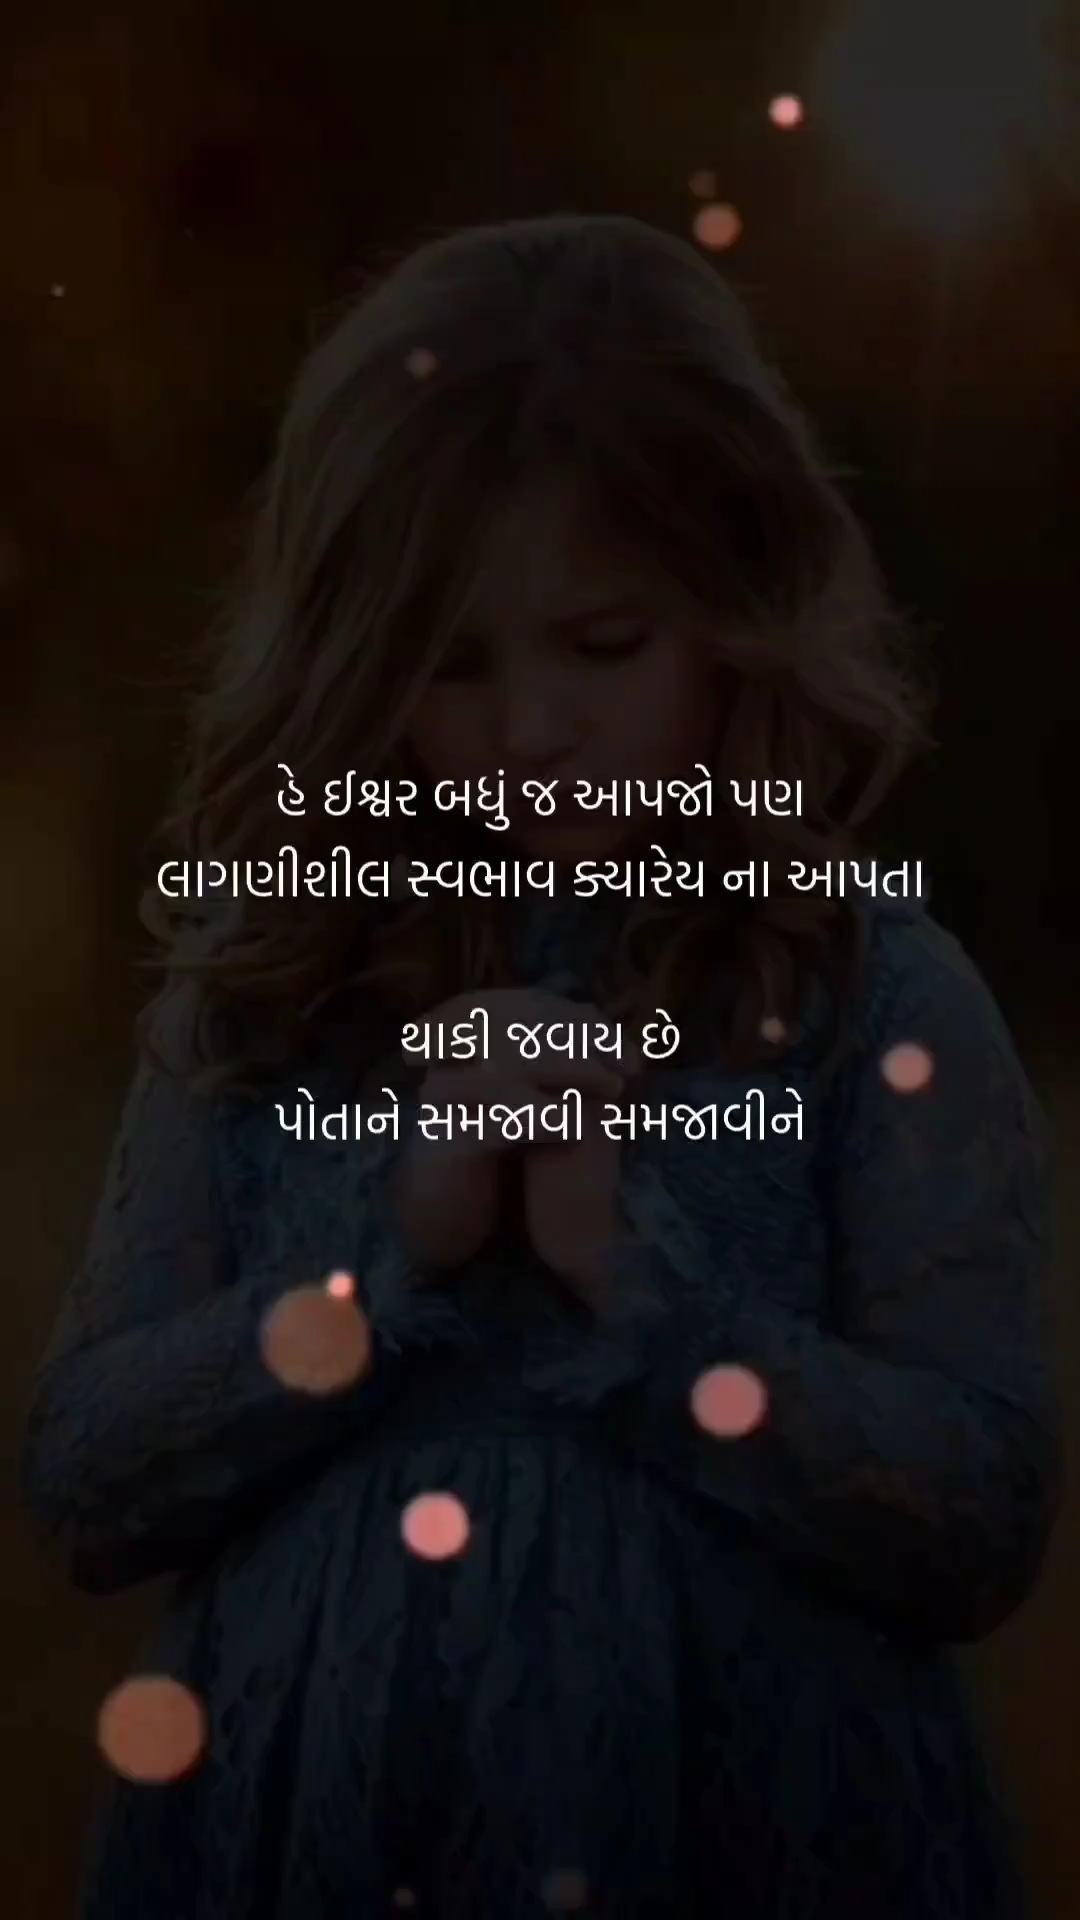 હે ઈશ્વર બધું જ આપજો પણ
લાગણીશીલ સ્વભાવ ક્યારેય ના આપતા
થાકી જવાય છે
પોતાને સમજાવી સમજાવીને